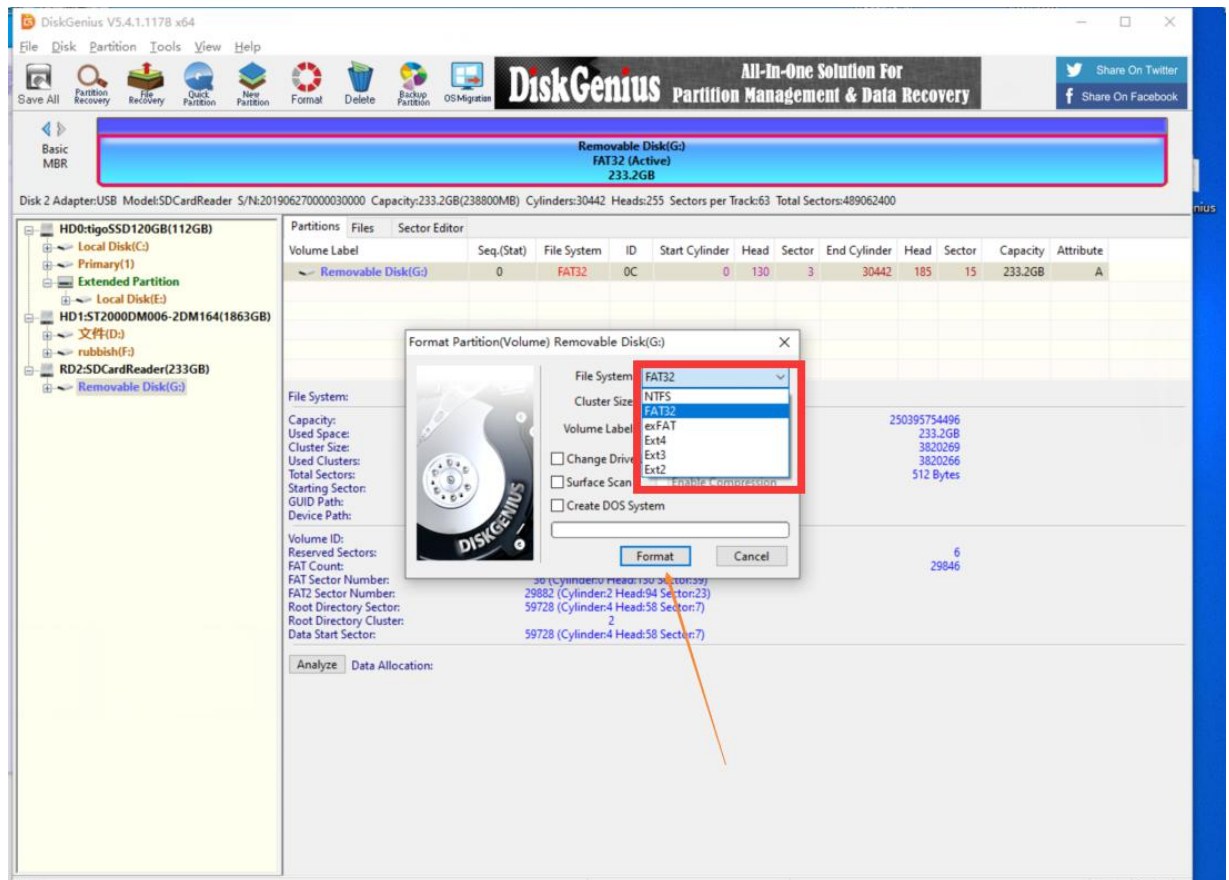 DiskGenius V5.4.1.1178 x64
File Disk Partition Tools View Help
Save All Partition Recovery File Recovery Quick Partition New Partition Format Delete Backup Partition OS Migration
DiskGenius All-In-One Solution For
Partition Management & Data Recovery
Share On Twitter
Share On Facebook
Basic
MBR
Removable Disk(G:)
FAT32 (Active)
233.2GB
Disk 2 Adapter:USB Model:SDCardReader S/N:201906270000030000 Capacity:233.2GB(238800MB) Cylinders:30442 Heads:255 Sectors per Track:63 Total Sectors:489062400
nius
HD0:tigoSSD120GB(112GB)
Local Disk(C:)
Primary(1)
Extended Partition
Local Disk(E:)
HD1:ST2000DM006-2DM164(1863GB)
文件(D:)
rubbish(F:)
RD2:SDCardReader(233GB)
Removable Disk(G:)
Partitions Files Sector Editor
Volume Label Seq.(Stat) File System ID Start Cylinder Head Sector End Cylinder Head Sector Capacity Attribute
Removable Disk(G:) 0 FAT32 0C 0 130 3 30442 185 15 233.2GB A
Format Partition(Volume) Removable Disk(G:)
File System FAT32
NTFS
Cluster Size
FAT32
Volume Label
exFAT
Ext4
Change Drive
Ext3
Ext2
Surface Scan Enable Compression
Create DOS System
DISKGENIUS
Format Cancel
File System:
Capacity: 250395754496
Used Space: 233.2GB
Cluster Size: 3820269
Used Clusters: 3820266
Total Sectors: 512 Bytes
Starting Sector:
GUID Path:
Device Path:
Volume ID:
Reserved Sectors: 6
FAT Count: 29846
FAT Sector Number: 36 (Cylinder:0 Head:130 Sector:39)
FAT2 Sector Number: 29882 (Cylinder:2 Head:94 Sector:23)
Root Directory Sector: 59728 (Cylinder:4 Head:58 Sector:7)
Root Directory Cluster: 2
Data Start Sector: 59728 (Cylinder:4 Head:58 Sector:7)
Analyze Data Allocation: